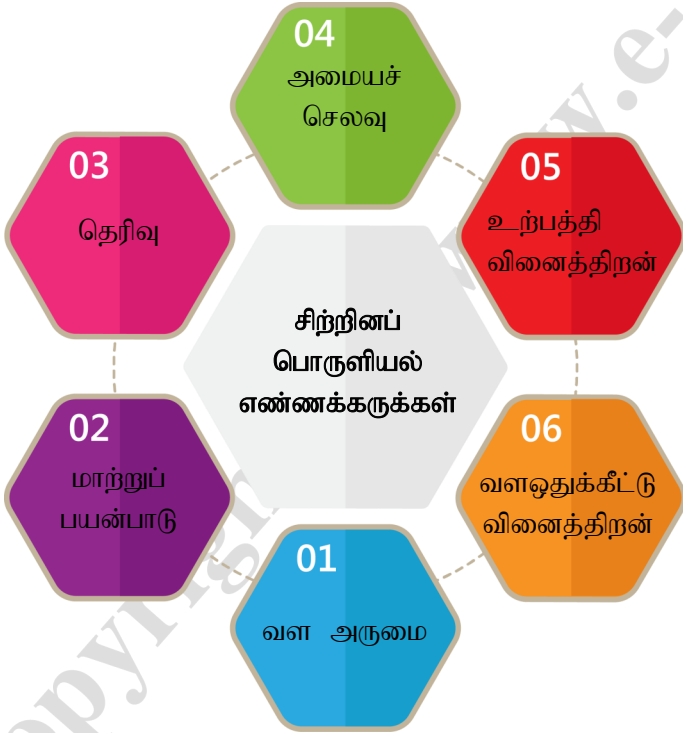 04
அமையச்
செலவு
03
தெரிவு
05
உற்பத்தி
வினைத்திறன்
சிற்றினப்
பொருளியல்
எண்ணக்கருக்கள்
02
மாற்றுப்
பயன்பாடு
06
வளஒதுக்கீட்டு
வினைத்திறன்
01
வள அருமை